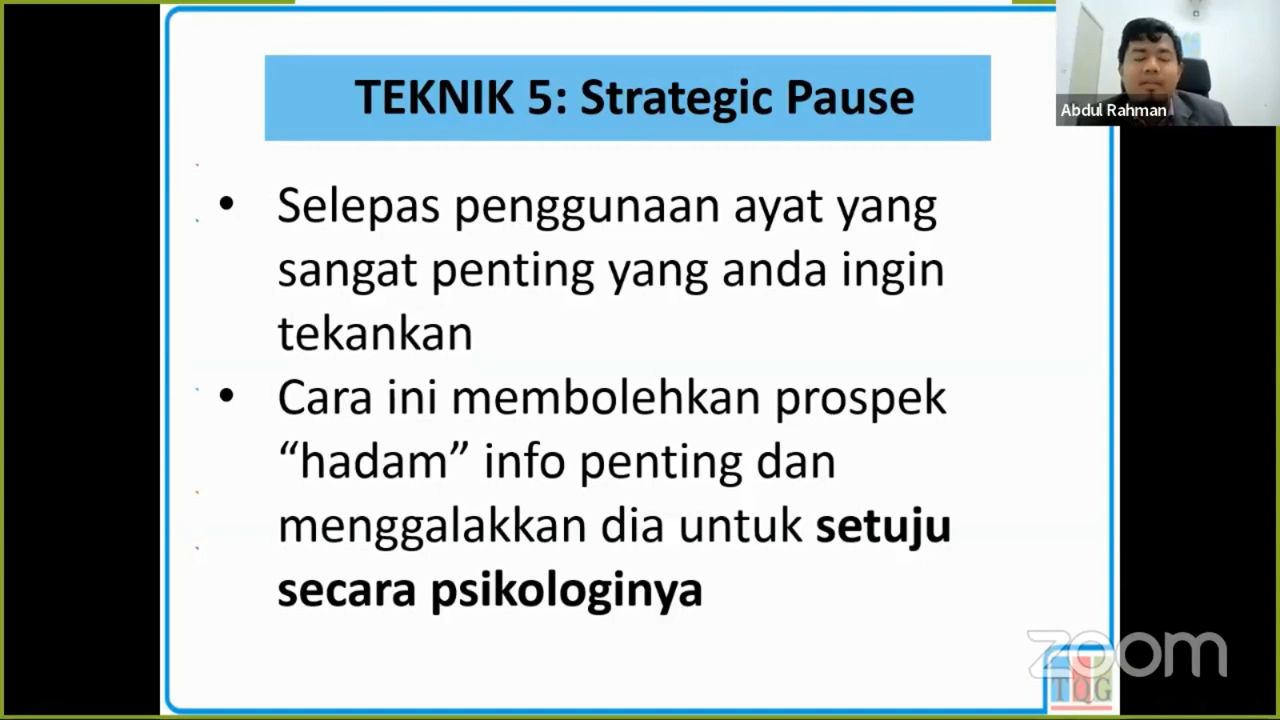 TEKNIK 5: Strategic Pause
Abdul Rahman
• Selepas penggunaan ayat yang
sangat penting yang anda ingin
tekankan
• Cara ini membolehkan prospek
“hadam” info penting dan
menggalakkan dia untuk setuju
secara psikologinya
zoom
TQG